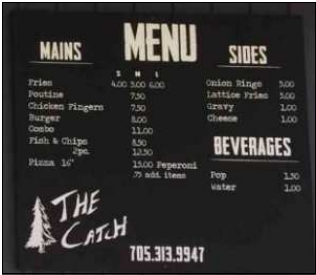 MENU
MAINS
S M L
Fries 4.00 5.00 6.00
Poutine 7.50
Chicken Fingers 7.50
Burger 8.00
Combo 11.00
Fish & Chips 8.50
2pc. 12.50
Pizza 16" 15.00 Peperoni
.75 add. items
SIDES
Onion Rings 5.00
Lattice Fries 5.00
Gravy 1.00
Cheese 1.00
BEVERAGES
Pop 1.50
Water 1.00
THE
CATCH
705.313.9947